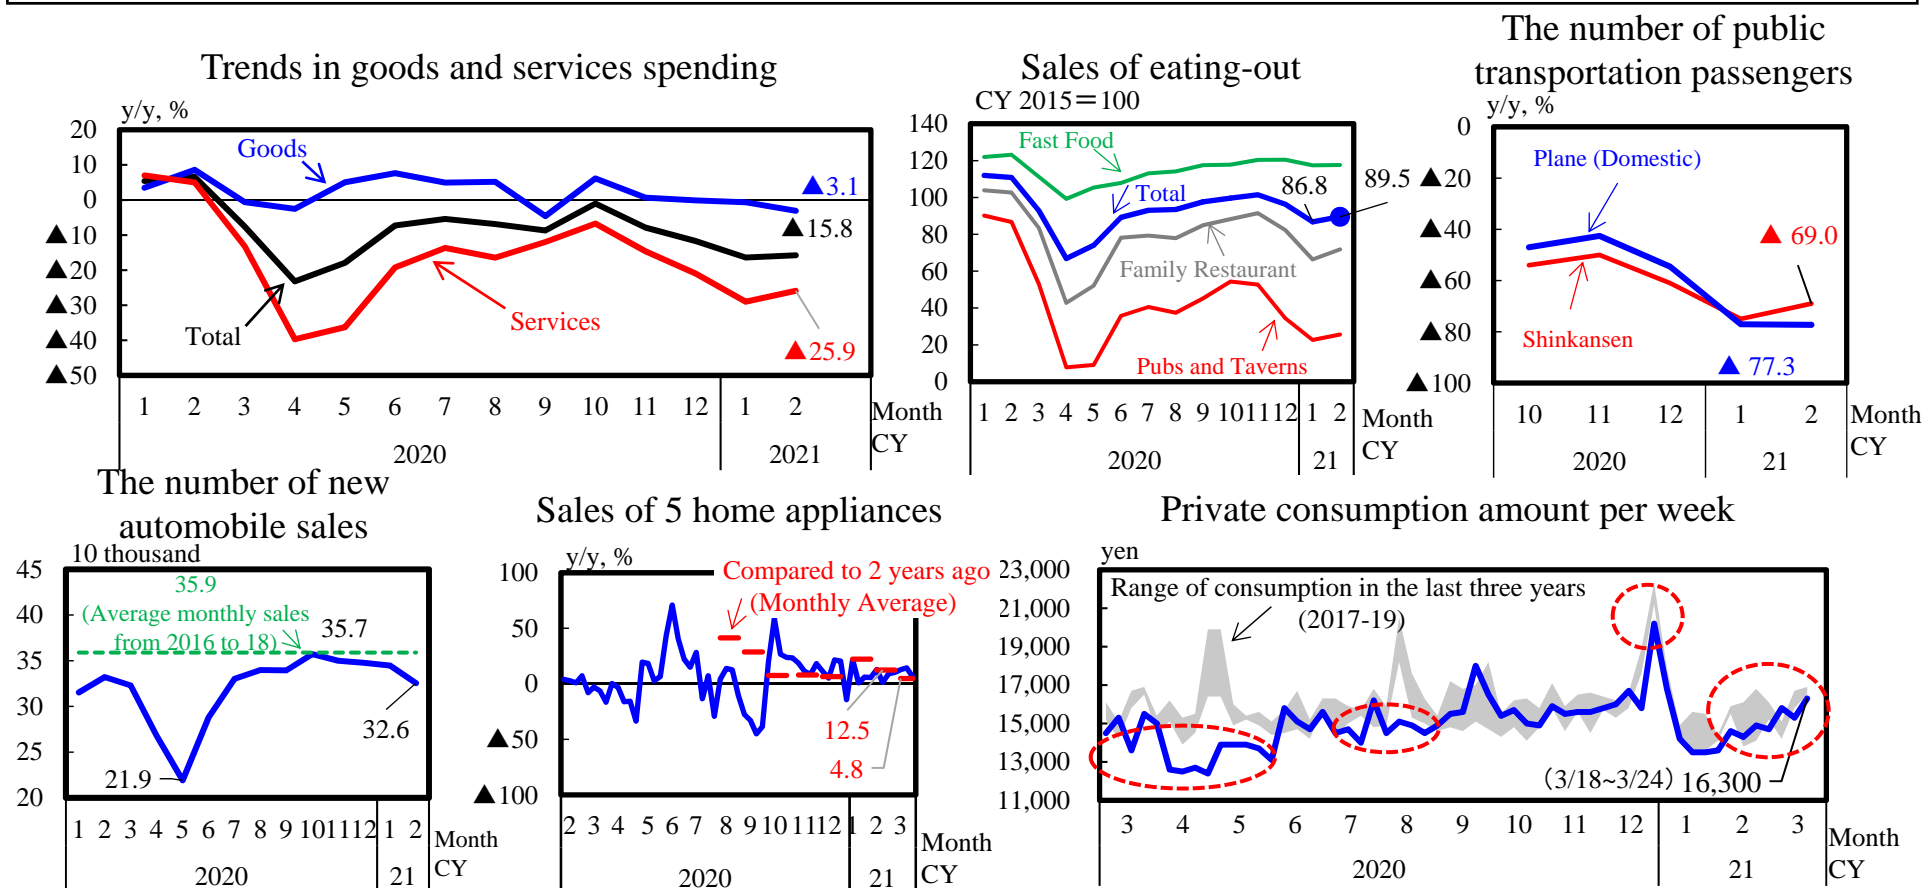 Trends in goods and services spending
y/y, %
20
10
0
▲10
▲20
▲30
▲40
▲50
Goods
Total
Services
▲3.1
▲15.8
▲25.9
1 2 3 4 5 6 7 8 9 10 11 12 1 2 Month
2020 2021 CY
Sales of eating-out
CY 2015=100
140
120
100
80
60
40
20
0
Fast Food
Total
Family Restaurant
Pubs and Taverns
86.8
89.5
1 2 3 4 5 6 7 8 9 10 11 12 1 2 Month
2020 21 CY
The number of public
transportation passengers
y/y, %
0
▲20
▲40
▲60
▲80
▲100
Plane (Domestic)
Shinkansen
▲69.0
▲77.3
10 11 12 1 2 Month
2020 21 CY
The number of new
automobile sales
10 thousand
45
40
35
30
25
20
35.9
(Average monthly sales
from 2016 to 18)
35.7
21.9
32.6
1 2 3 4 5 6 7 8 9 10 11 12 1 2 Month
2020 21 CY
Sales of 5 home appliances
y/y, %
100
50
0
▲50
▲100
Compared to 2 years ago
(Monthly Average)
12.5
4.8
2 3 4 5 6 7 8 9 10 11 12 1 2 3 Month
2020 21 CY
Private consumption amount per week
yen
23,000
21,000
19,000
17,000
15,000
13,000
11,000
Range of consumption in the last three years
(2017-19)
(3/18~3/24) 16,300
3 4 5 6 7 8 9 10 11 12 1 2 3 Month
2020 21 CY